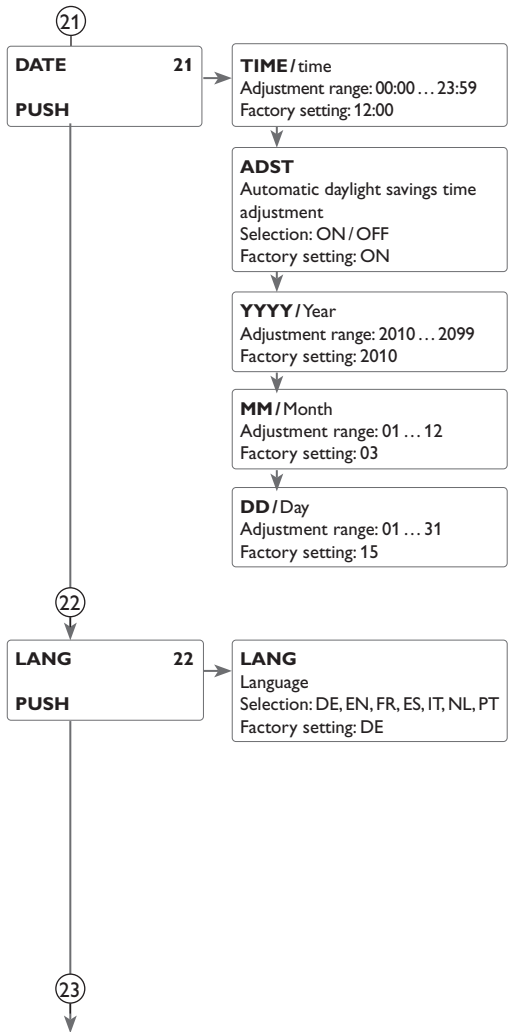 21
DATE 21
PUSH
TIME / time
Adjustment range: 00:00 … 23:59
Factory setting: 12:00
ADST
Automatic daylight savings time
adjustment
Selection: ON / OFF
Factory setting: ON
YYYY / Year
Adjustment range: 2010 … 2099
Factory setting: 2010
MM / Month
Adjustment range: 01 … 12
Factory setting: 03
DD / Day
Adjustment range: 01 … 31
Factory setting: 15
22
LANG 22
PUSH
LANG
Language
Selection: DE, EN, FR, ES, IT, NL, PT
Factory setting: DE
23